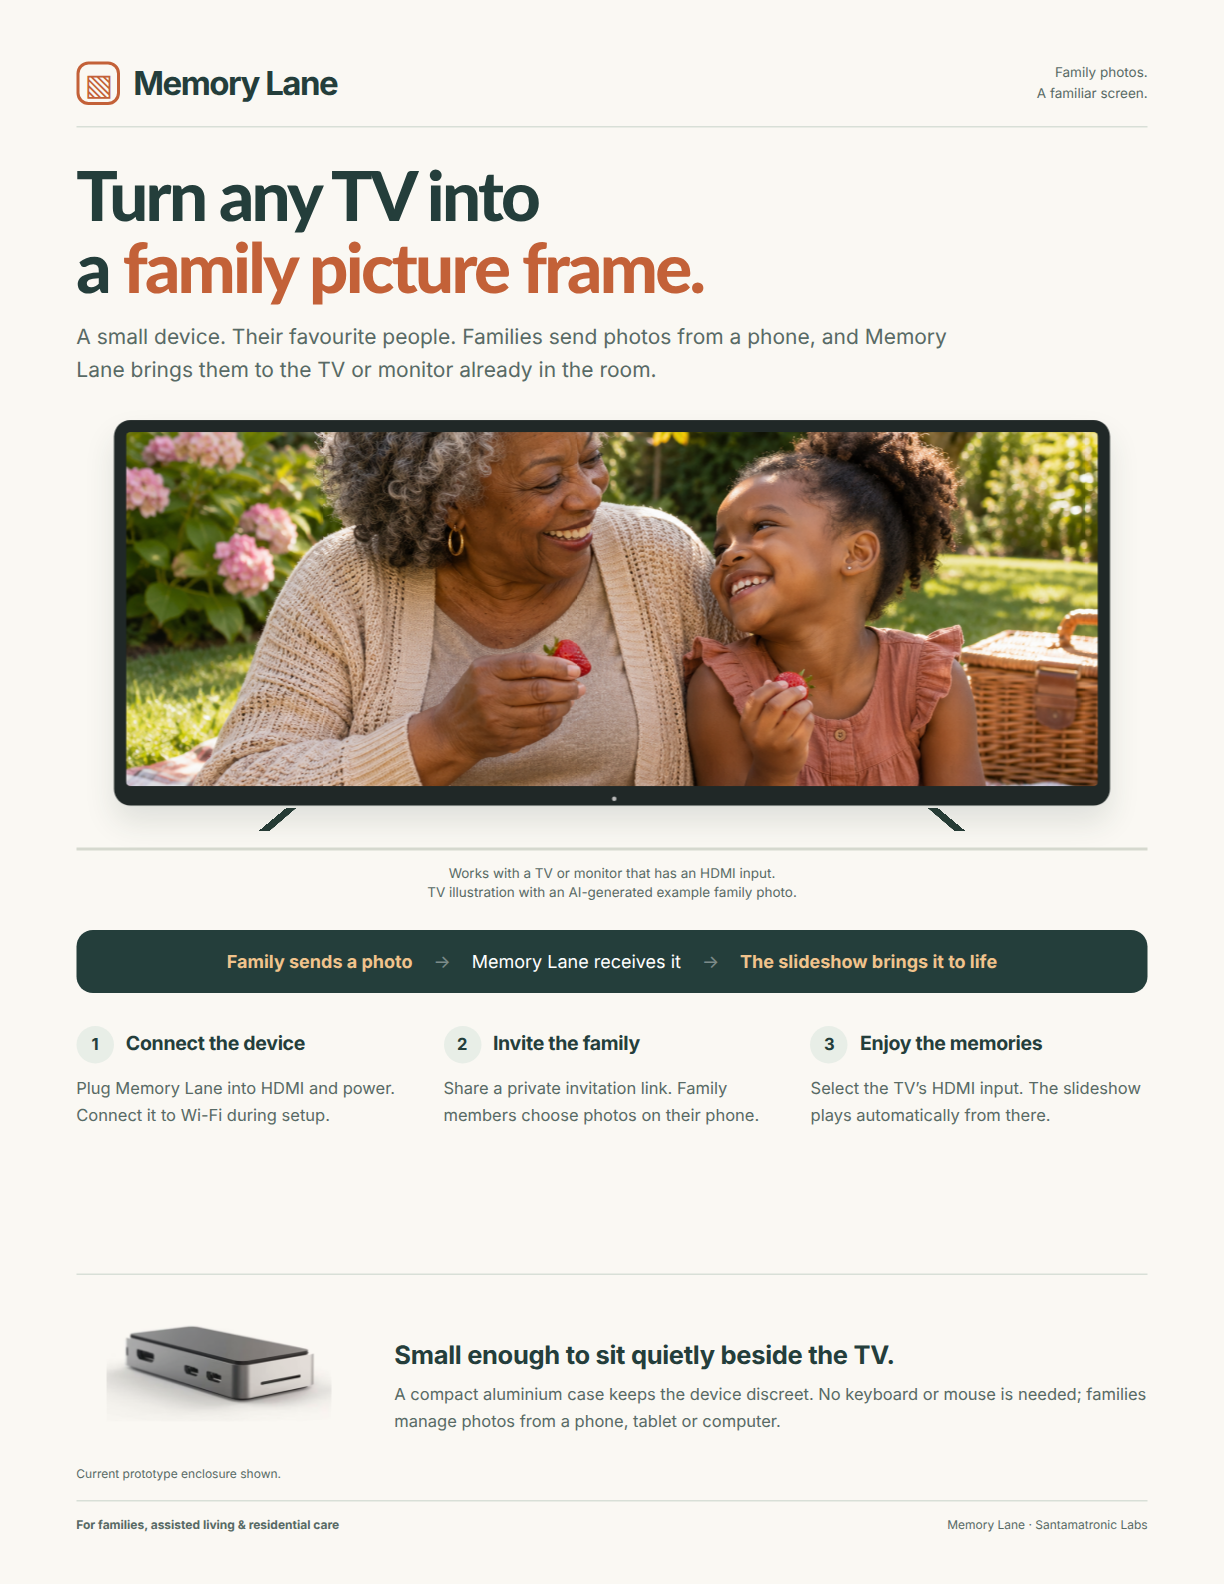 Memory Lane
Family photos.
A familiar screen.
Turn any TV into
a family picture frame.
A small device. Their favourite people. Families send photos from a phone, and Memory
Lane brings them to the TV or monitor already in the room.
Works with a TV or monitor that has an HDMI input.
TV illustration with an AI-generated example family photo.
Family sends a photo → Memory Lane receives it → The slideshow brings it to life
1 Connect the device
Plug Memory Lane into HDMI and power.
Connect it to Wi-Fi during setup.
2 Invite the family
Share a private invitation link. Family
members choose photos on their phone.
3 Enjoy the memories
Select the TV’s HDMI input. The slideshow
plays automatically from there.
Small enough to sit quietly beside the TV.
A compact aluminium case keeps the device discreet. No keyboard or mouse is needed; families
manage photos from a phone, tablet or computer.
Current prototype enclosure shown.
For families, assisted living & residential care
Memory Lane · Santamatronic Labs